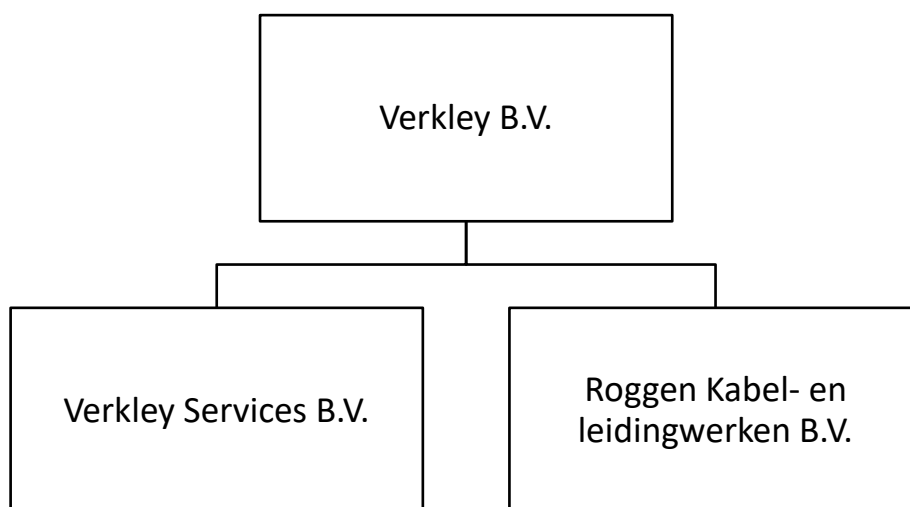 Verkley B.V.
Verkley Services B.V.
Roggen Kabel- en
leidingwerken B.V.